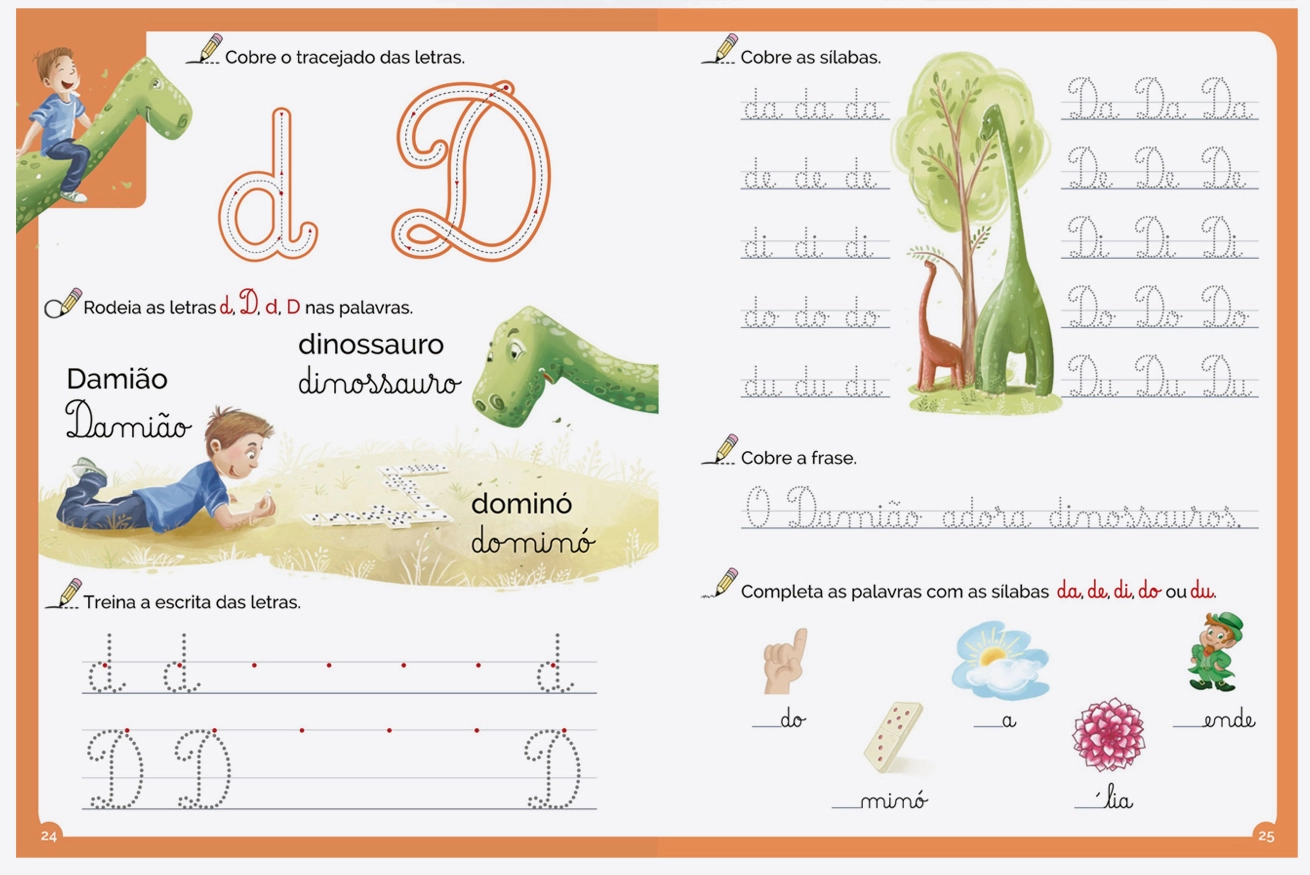 Cobre o tracejado das letras.
d D
Rodeia as letras d, D, d, D nas palavras.
dinossauro
dinossauro
Damião
Damião
dominó
dominó
Treina a escrita das letras.
d d d
D D D
24
Cobre as sílabas.
da da da
Da Da Da
de de de
De De De
di di di
Di Di Di
do do do
Do Do Do
du du du
Du Du Du
Cobre a frase.
O Damião adora dinossauros.
Completa as palavras com as sílabas da, de, di, do ou du.
__do
__a
__ende
__minó
__´lia
25